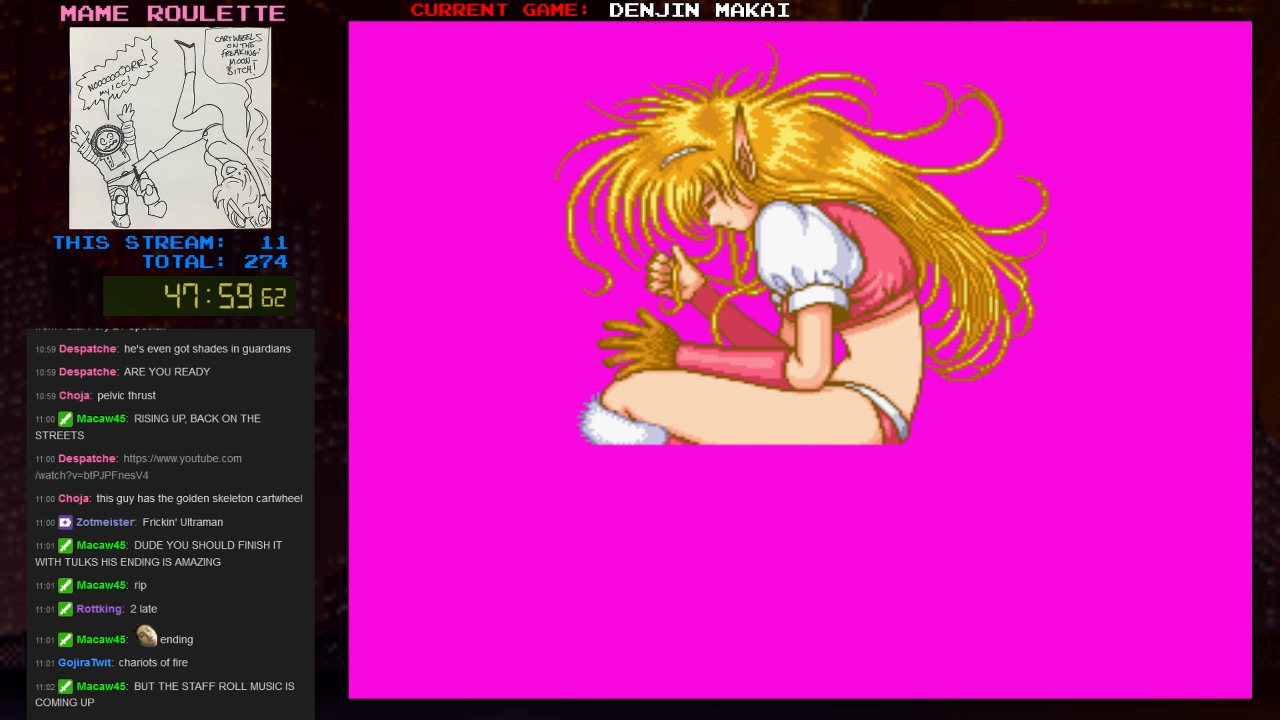 MAME ROULETTE
CURRENT GAME: DENJIN MAKAI
CARTWHEELS
ON THE
FREAKING
MOON
BITCH!
MY ICC!
THIS STREAM: 11
TOTAL: 274
47:59 62
10:59 Despatche: he's even got shades in guardians
10:59 Despatche: ARE YOU READY
10:59 Choja: pelvic thrust
11:00 Macaw45: RISING UP, BACK ON THE
STREETS
11:00 Despatche: https://www.youtube.com
/watch?v=btPJPFnesV4
11:00 Choja: this guy has the golden skeleton cartwheel
11:00 Zotmeister: Frickin' Ultraman
11:01 Macaw45: DUDE YOU SHOULD FINISH IT
WITH TULKS HIS ENDING IS AMAZING
11:01 Macaw45: rip
11:01 Rottking: 2 late
11:01 Macaw45: ending
11:01 GojiraTwit: chariots of fire
11:02 Macaw45: BUT THE STAFF ROLL MUSIC IS
COMING UP